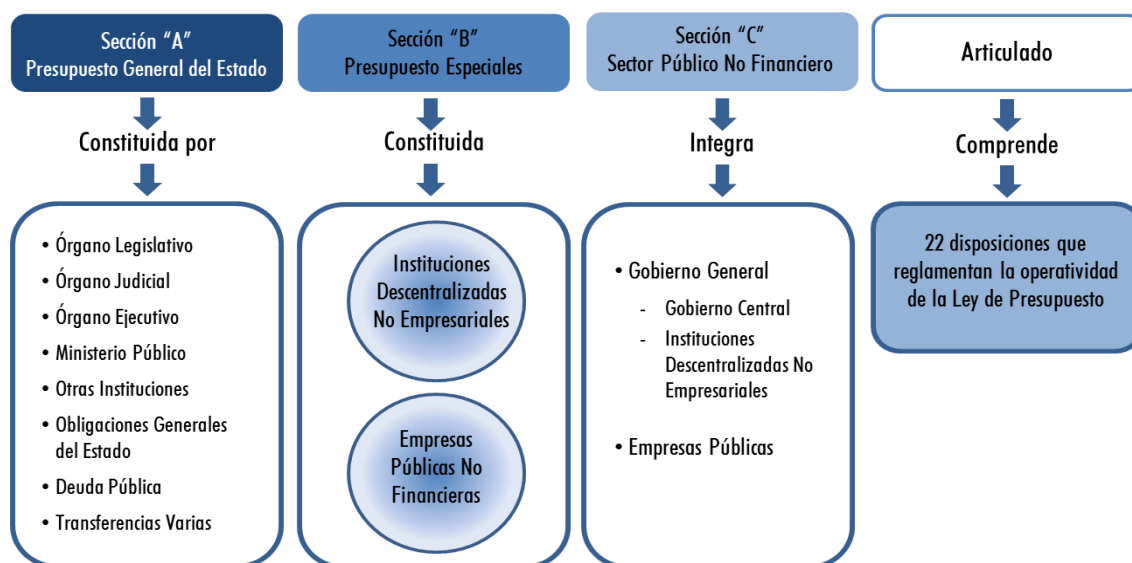 Sección “A”
Presupuesto General del Estado
Constituida por
• Órgano Legislativo
• Órgano Judicial
• Órgano Ejecutivo
• Ministerio Público
• Otras Instituciones
• Obligaciones Generales
del Estado
• Deuda Pública
• Transferencias Varias
Sección “B”
Presupuesto Especiales
Constituida
Instituciones
Descentralizadas
No Empresariales
Empresas
Públicas No
Financieras
Sección “C”
Sector Público No Financiero
Integra
• Gobierno General
- Gobierno Central
- Instituciones
Descentralizadas No
Empresariales
• Empresas Públicas
Articulado
Comprende
22 disposiciones que
reglamentan la operatividad
de la Ley de Presupuesto